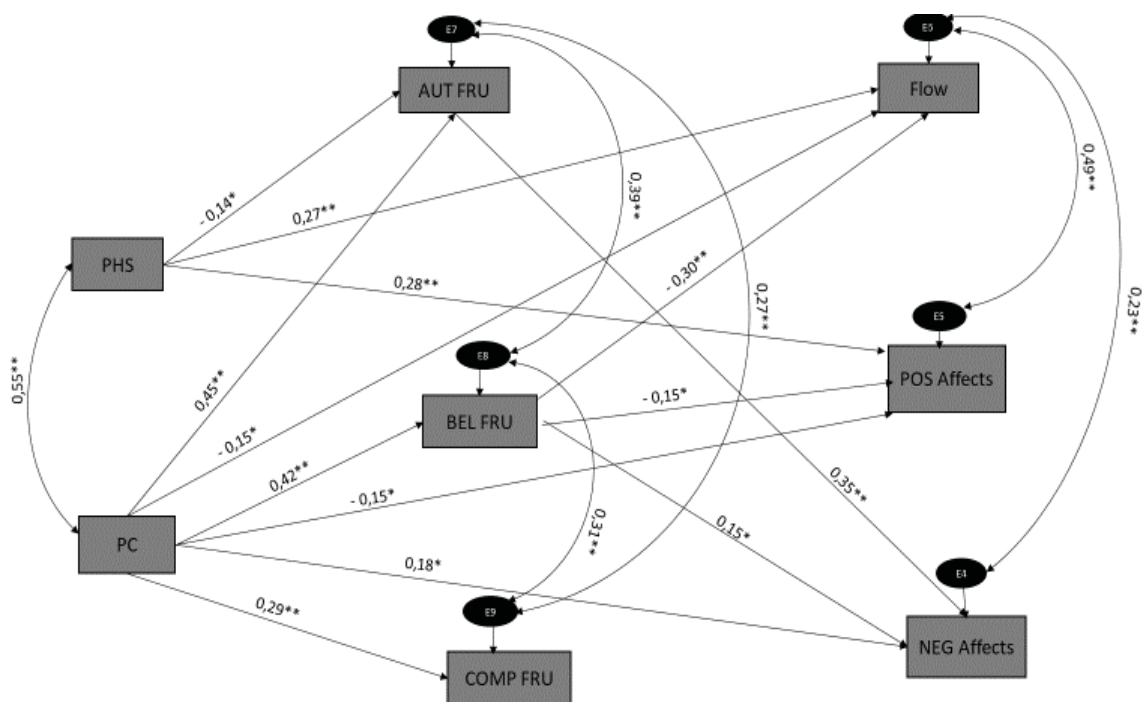 E7
E6
AUT FRU
Flow
0,49**
- 0,14*
0,39**
0,27**
PHS
- 0,30**
0,28**
0,27**
0,23**
E5
E8
POS Affects
0,55**
0,45**
- 0,15*
BEL FRU
- 0,15*
0,42**
- 0,15*
0,35**
PC
0,31**
0,15*
0,18*
E4
0,29**
E9
NEG Affects
COMP FRU